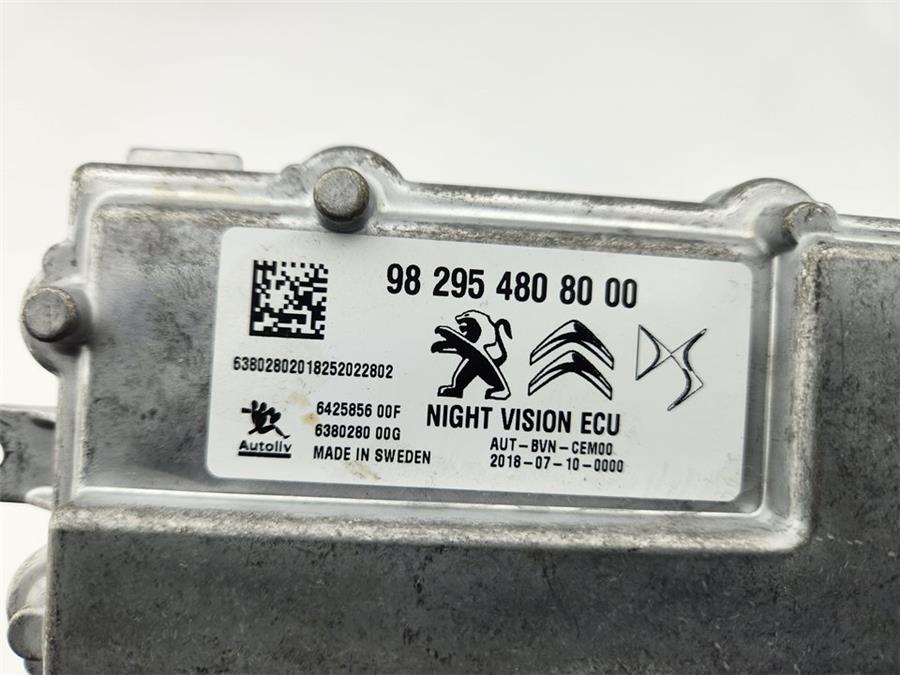 98 295 480 80 00
63802802018252022802
6425856 00F
6380280 00G
MADE IN SWEDEN
Autoliv
NIGHT VISION ECU
AUT-BVN-CEM00
2018-07-10-0000
DS